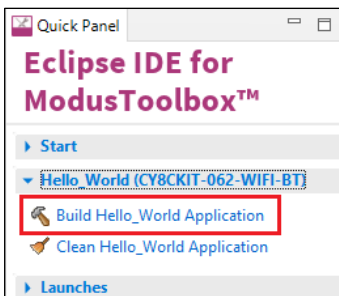 Quick Panel
Eclipse IDE for
ModusToolbox™
Start
Hello_World (CY8CKIT-062-WIFI-BT)
Build Hello_World Application
Clean Hello_World Application
Launches